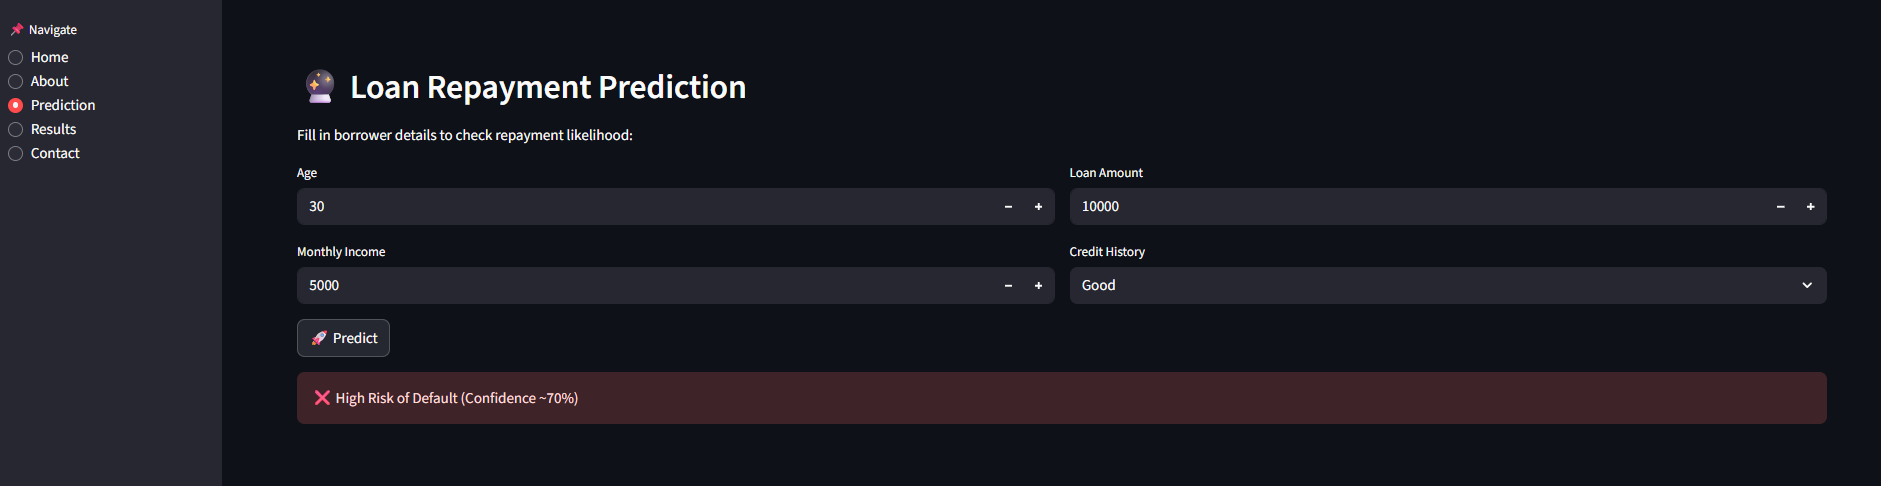 📌 Navigate
Home
About
Prediction
Results
Contact
🔮 Loan Repayment Prediction
Fill in borrower details to check repayment likelihood:
Age
30
Loan Amount
10000
Monthly Income
5000
Credit History
Good
🚀 Predict
❌ High Risk of Default (Confidence ~70%)